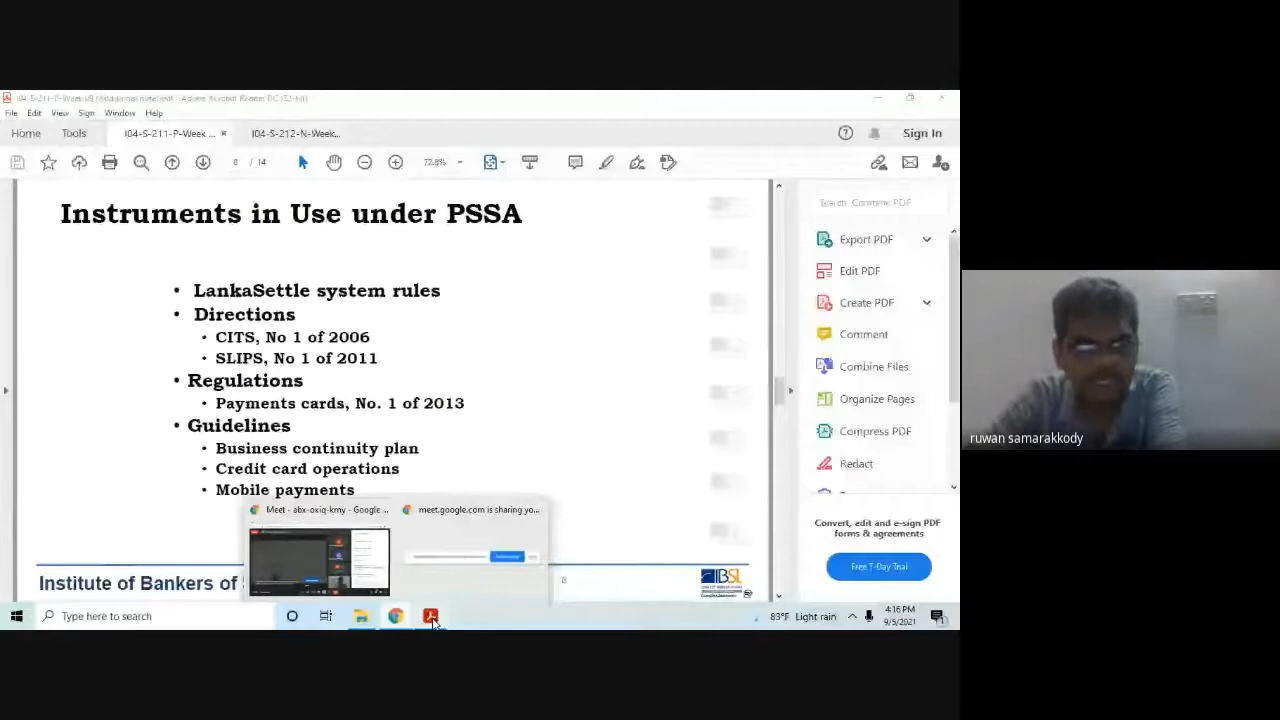 File Edit View Sign Window Help
Home Tools I04-S-211-P-Week ... × I04-S-212-N-Week... Sign In
8 / 14 72.8%
Instruments in Use under PSSA
• LankaSettle system rules
• Directions
• CITS, No 1 of 2006
• SLIPS, No 1 of 2011
• Regulations
• Payments cards, No. 1 of 2013
• Guidelines
• Business continuity plan
• Credit card operations
• Mobile payments
Institute of Bankers of
8
IBSL
Export PDF
Edit PDF
Create PDF
Comment
Combine Files
Organize Pages
Compress PDF
Redact
Convert, edit and e-sign PDF
forms & agreements
Free 7-Day Trial
Meet - abx-oxiq-kmy - Google ...
meet.google.com is sharing yo...
Type here to search
83°F Light rain
4:16 PM
9/5/2021
ruwan samarakkody